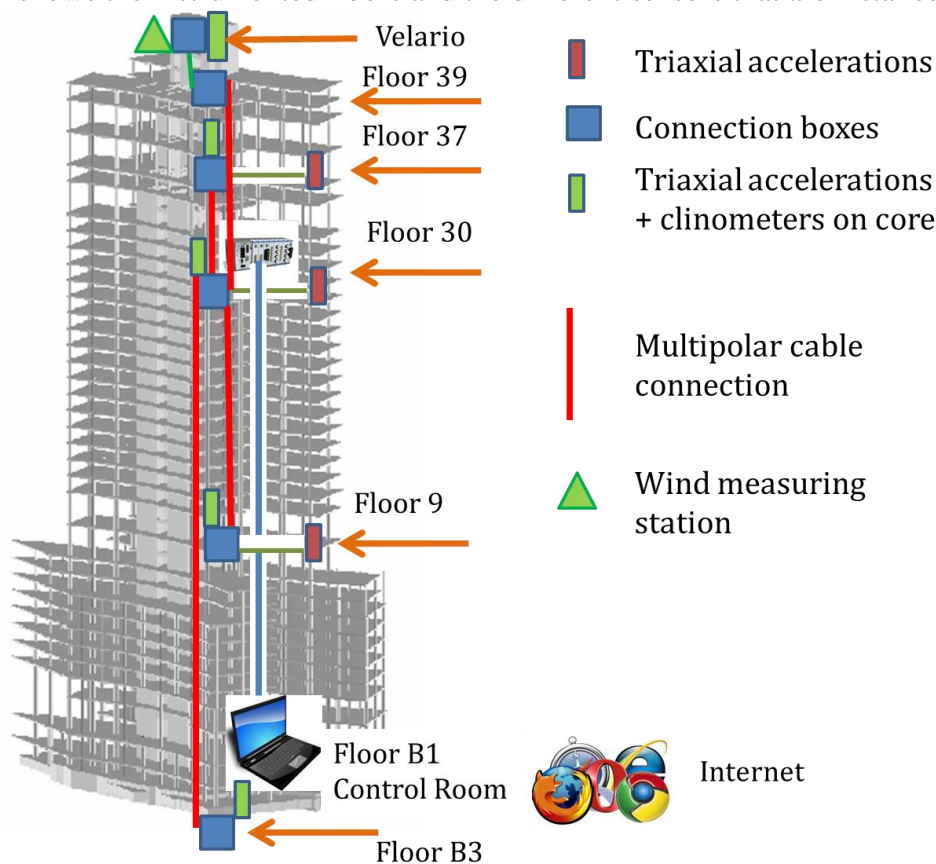 Velario
Floor 39
Floor 37
Floor 30
Floor 9
Floor B1
Control Room
Floor B3
Triaxial accelerations
Connection boxes
Triaxial accelerations
+ clinometers on core
Multipolar cable
connection
Wind measuring
station
Internet